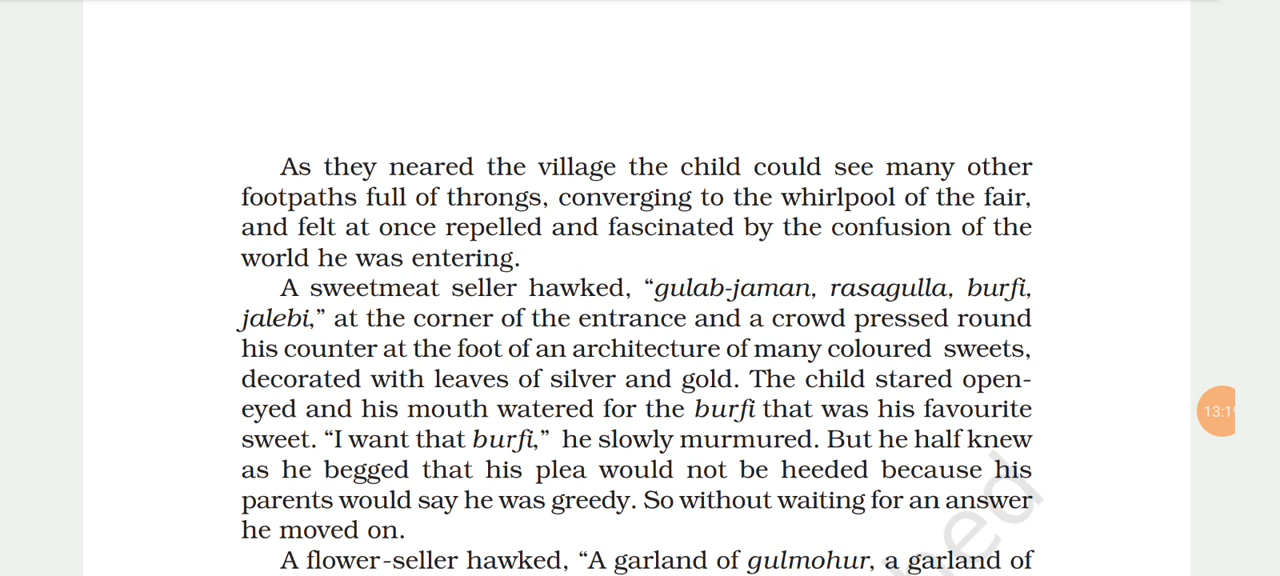 As they neared the village the child could see many other
footpaths full of throngs, converging to the whirlpool of the fair,
and felt at once repelled and fascinated by the confusion of the
world he was entering.
A sweetmeat seller hawked, “gulab-jaman, rasagulla, burfi,
jalebi,” at the corner of the entrance and a crowd pressed round
his counter at the foot of an architecture of many coloured sweets,
decorated with leaves of silver and gold. The child stared open-
eyed and his mouth watered for the burfi that was his favourite
sweet. “I want that burfi,” he slowly murmured. But he half knew
as he begged that his plea would not be heeded because his
parents would say he was greedy. So without waiting for an answer
he moved on.
A flower-seller hawked, “A garland of gulmohur, a garland of